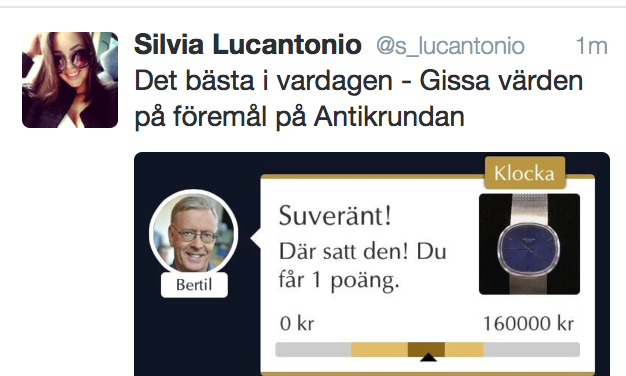 Silvia Lucantonio @s_lucantonio 1m
Det bästa i vardagen - Gissa värden
på föremål på Antikrundan
Klocka
Suveränt!
Där satt den! Du
får 1 poäng.
Bertil
0 kr 160000 kr